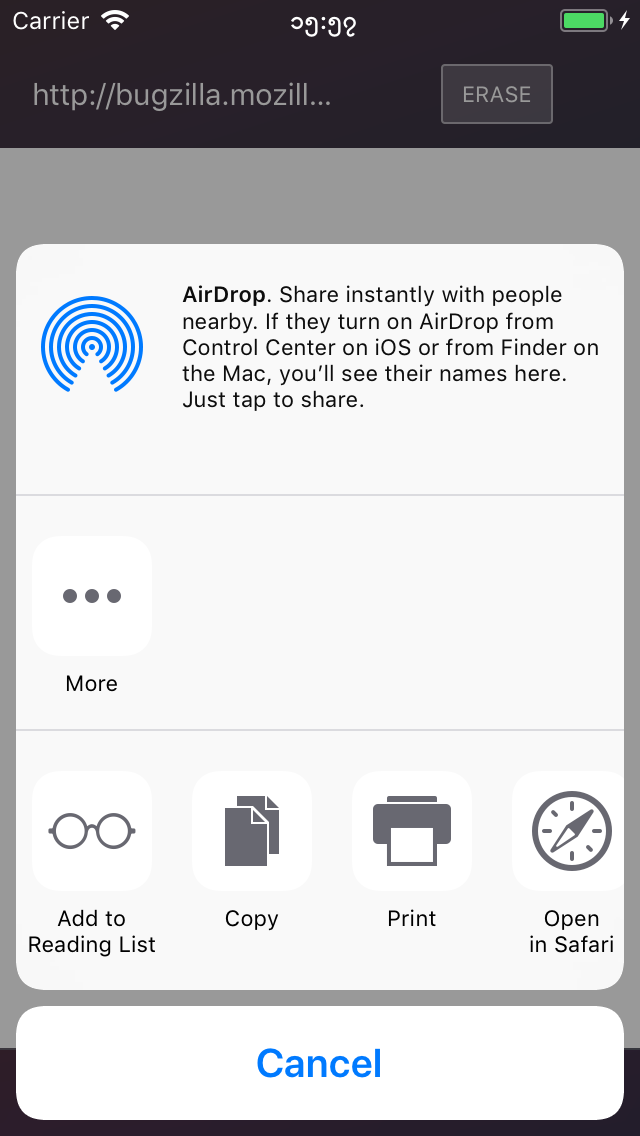 Carrier
၁၅:၅၇
http://bugzilla.mozill...
ERASE
AirDrop. Share instantly with people
nearby. If they turn on AirDrop from
Control Center on iOS or from Finder on
the Mac, you’ll see their names here.
Just tap to share.
More
Add to
Reading List
Copy
Print
Open
in Safari
Cancel